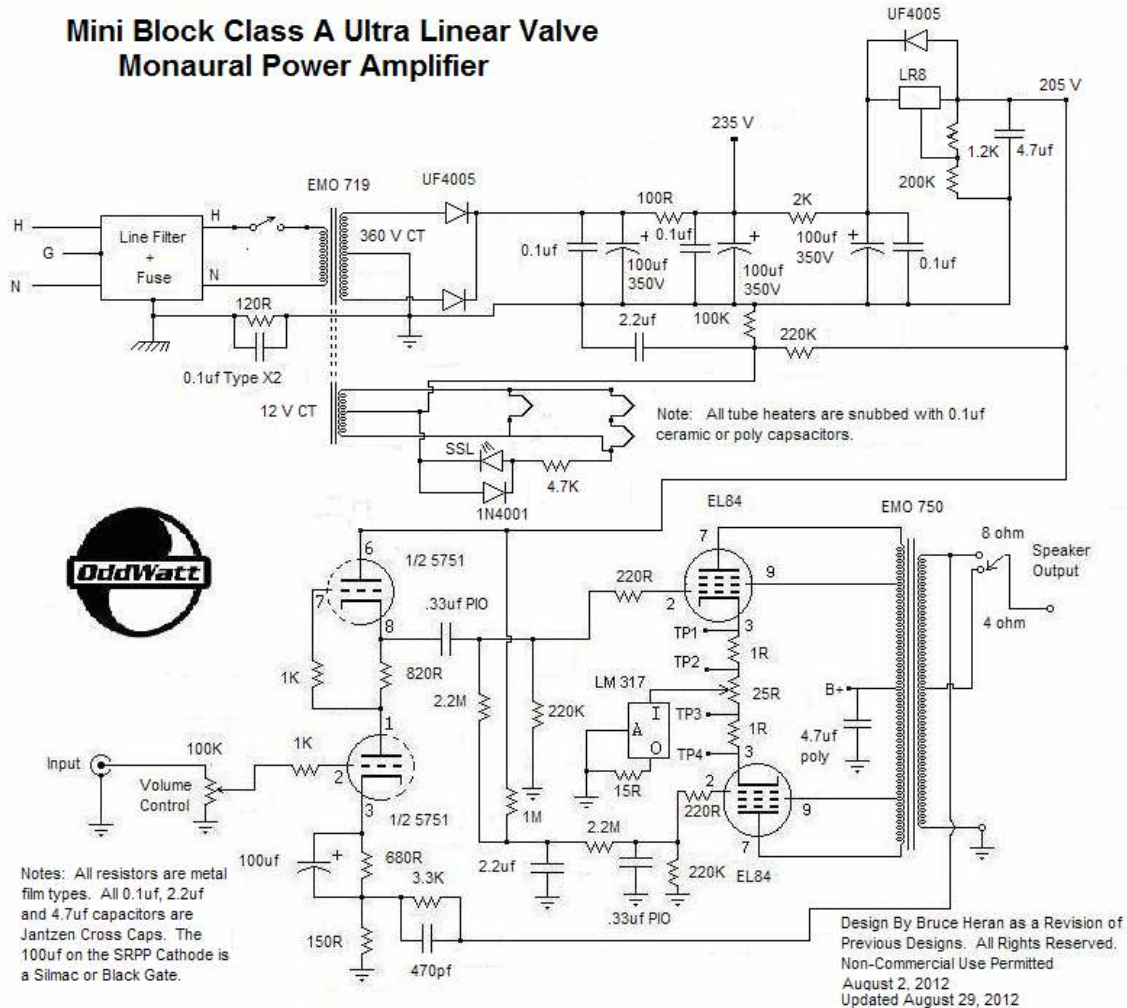 Mini Block Class A Ultra Linear Valve
Monaural Power Amplifier
UF4005
LR8
205 V
235 V
1.2K
4.7uf
200K
EMO 719
UF4005
100R
2K
H
H
Line Filter
+
Fuse
360 V CT
0.1uf
+
100uf
350V
0.1uf
+
100uf
350V
100uf
350V
+
0.1uf
G
N
N
120R
0.1uf Type X2
2.2uf
100K
220K
12 V CT
Note: All tube heaters are snubbed with 0.1uf
ceramic or poly capsacitors.
SSL
4.7K
1N4001
OddWatt
EL84
EMO 750
6
1/2 5751
7
8
.33uf PIO
220R
7
2
9
3
8 ohm
Speaker
Output
4 ohm
TP1
1R
TP2
1K
820R
LM 317
25R
2.2M
220K
I
A
O
TP3
1R
B+
4.7uf
poly
1
TP4
3
Input
100K
Volume
Control
1K
2
3
1/2 5751
15R
2
220R
9
7
EL84
1M
2.2M
100uf
+
680R
2.2uf
220K
.33uf PIO
3.3K
150R
470pf
Notes: All resistors are metal
film types. All 0.1uf, 2.2uf
and 4.7uf capacitors are
Jantzen Cross Caps. The
100uf on the SRPP Cathode is
a Silmac or Black Gate.
Design By Bruce Heran as a Revision of
Previous Designs. All Rights Reserved.
Non-Commercial Use Permitted
August 2, 2012
Updated August 29, 2012